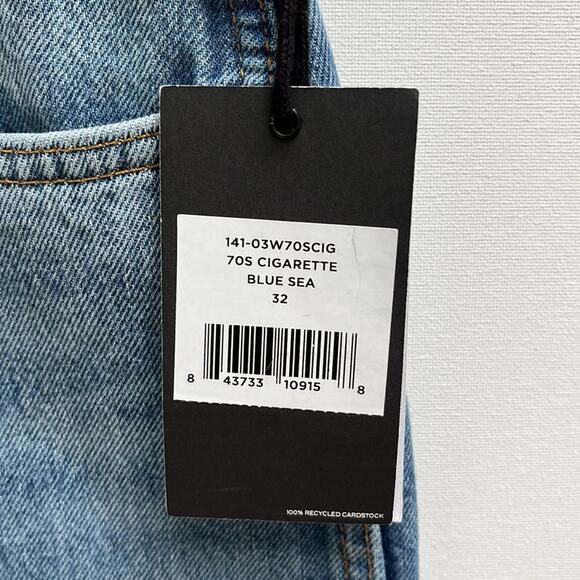 141-03W70SCIG
70S CIGARETTE
BLUE SEA
32
8 43733 10915 8
100% RECYCLED CARDSTOCK